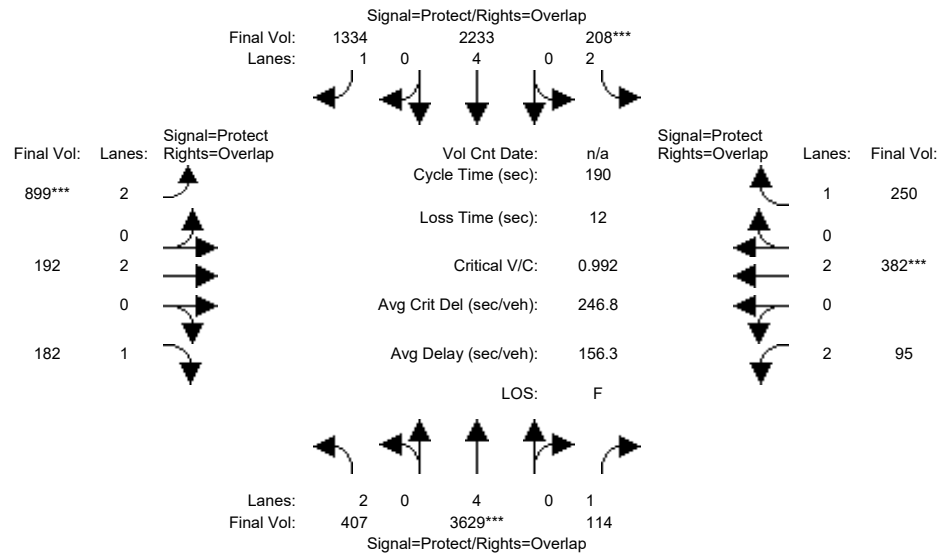 Signal=Protect/Rights=Overlap
Final Vol: 1334 2233 208***
Lanes: 1 0 4 0 2
Signal=Protect Signal=Protect
Final Vol: Lanes: Rights=Overlap Vol Cnt Date: n/a Rights=Overlap Lanes: Final Vol:
Cycle Time (sec): 190
899*** 2 1 250
Loss Time (sec): 12
0 0
192 2 Critical V/C: 0.992 2 382***
0 Avg Crit Del (sec/veh): 246.8 0
182 1 Avg Delay (sec/veh): 156.3 2 95
LOS: F
Lanes: 2 0 4 0 1
Final Vol: 407 3629*** 114
Signal=Protect/Rights=Overlap